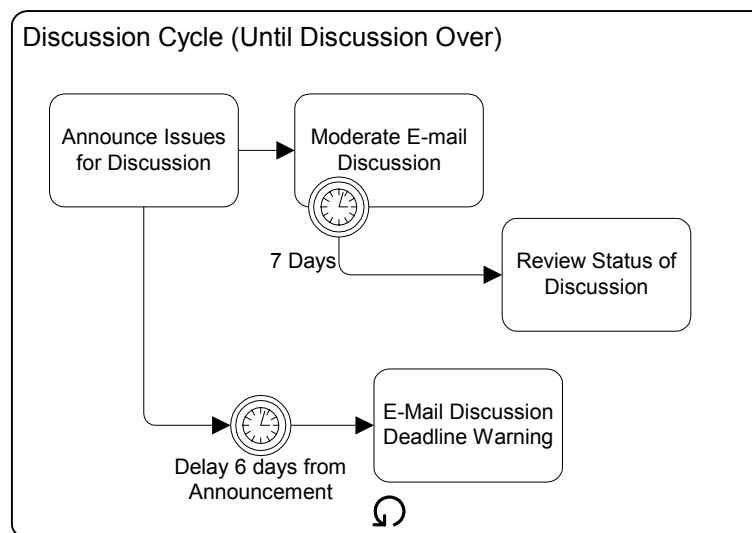 Discussion Cycle (Until Discussion Over)
Announce Issues
for Discussion
Moderate E-mail
Discussion
7 Days
Review Status of
Discussion
E-Mail Discussion
Deadline Warning
Delay 6 days from
Announcement